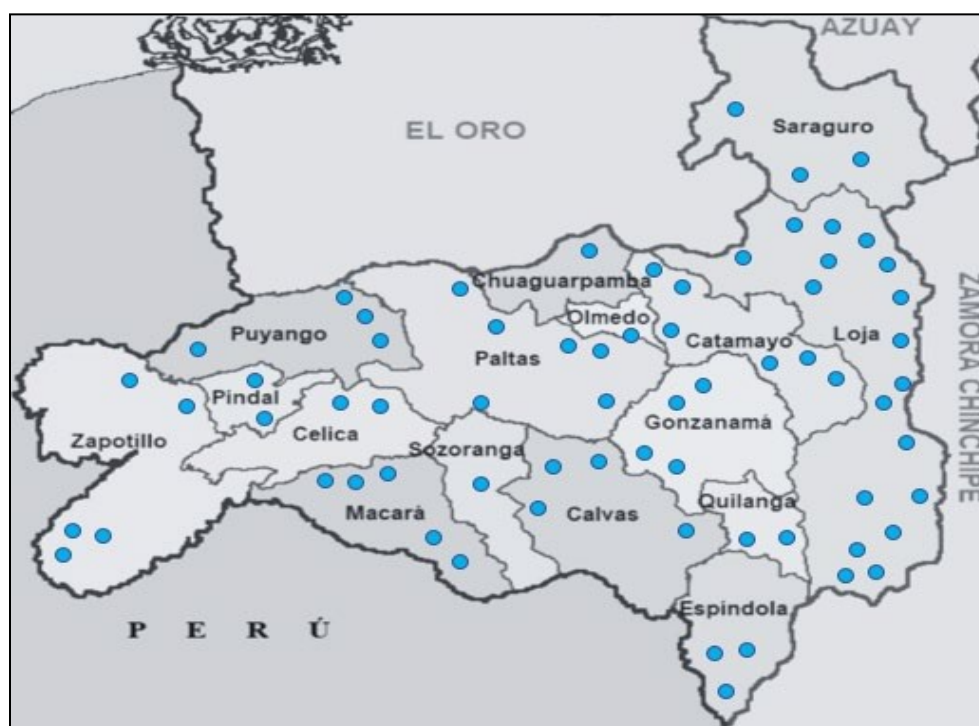 AZUAY
EL ORO
Saraguro
Chuaguarpamba
ZAMORA CHINCHIPE
Olmedo
Puyango
Catamayo
Loja
Paltas
Pindal
Gonzanamá
Zapotillo
Celica
Sozoranga
Quilanga
Macará
Calvas
Espindola
P E R Ú